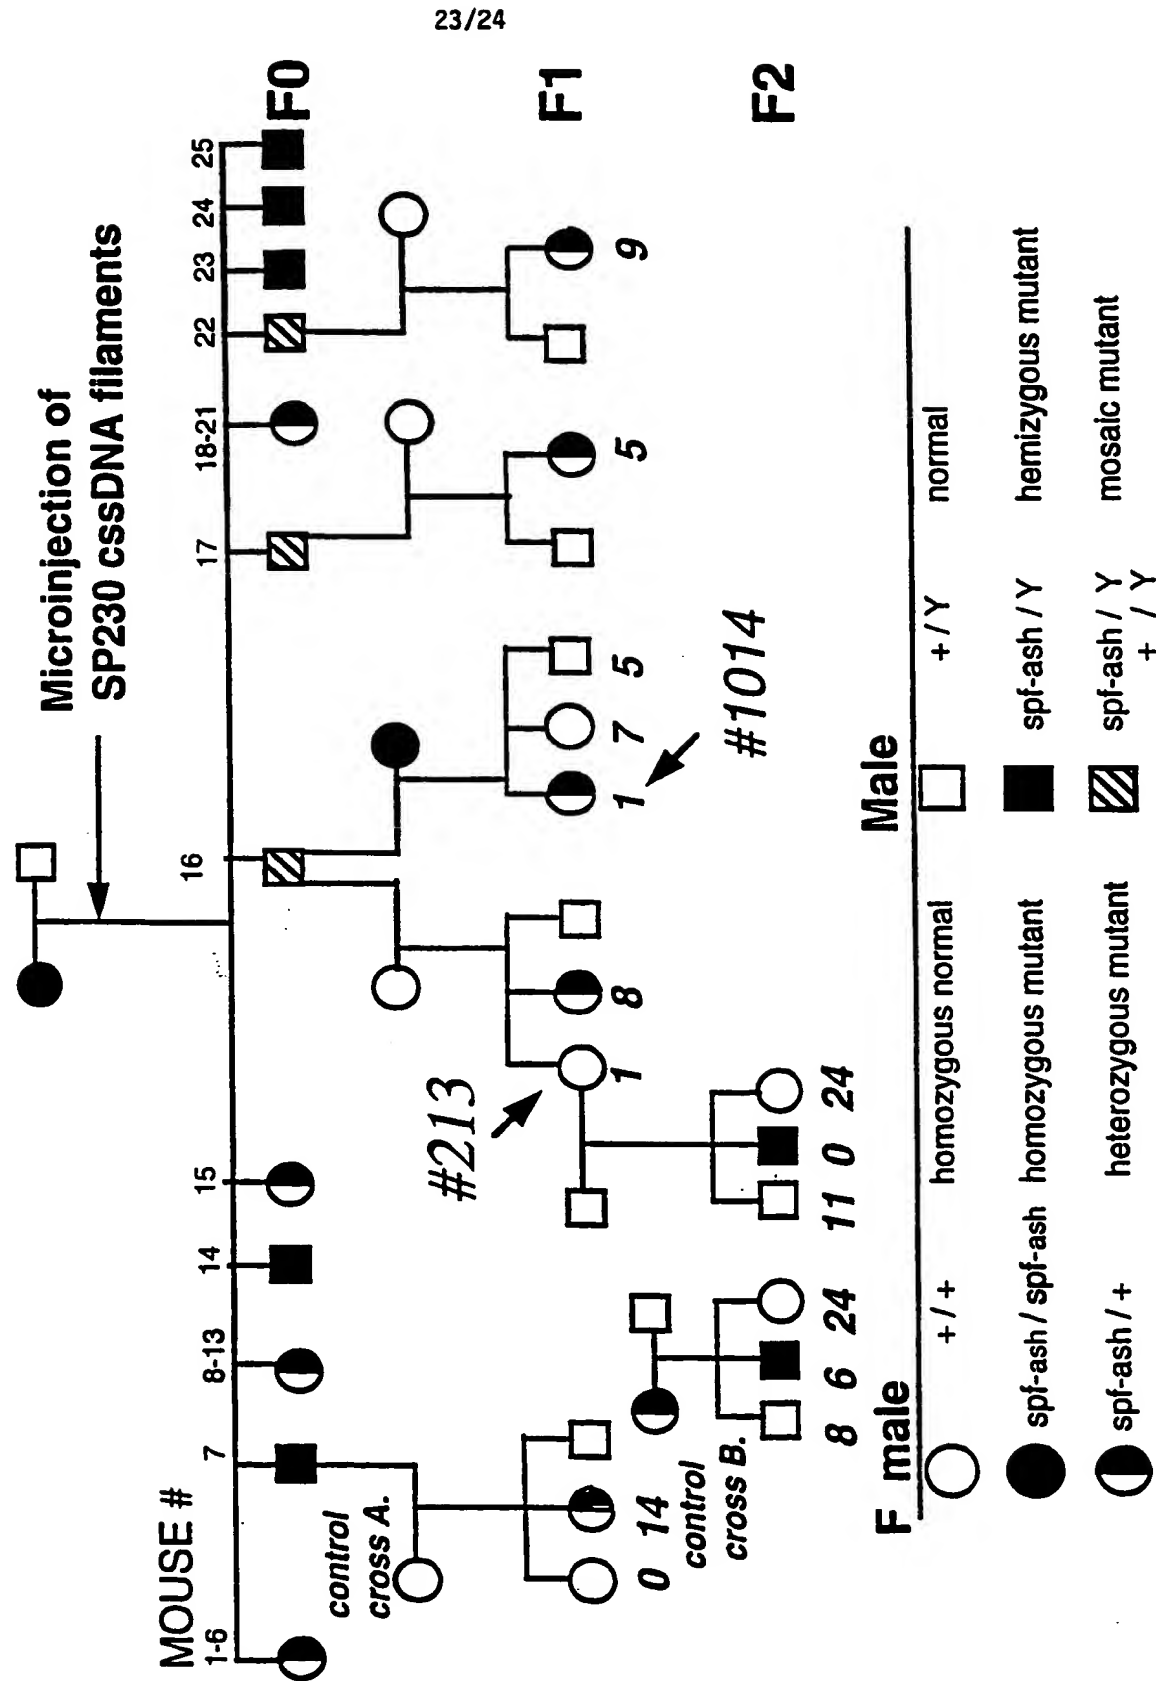 23/24
Microinjection of
SP230 cssDNA filaments
MOUSE #
1-6 7 8-13 14 15 16 17 18-21 22 23 24 25
F0
control
cross A.
F1
0 14
#213
1 8
1 7 5
#1014
5
9
control
cross B.
F2
8 6 24
11 0 24
F male Male
+ / + homozygous normal + / Y normal
spf-ash / spf-ash homozygous mutant spf-ash / Y hemizygous mutant
spf-ash / + heterozygous mutant spf-ash / Y mosaic mutant
+ / Y